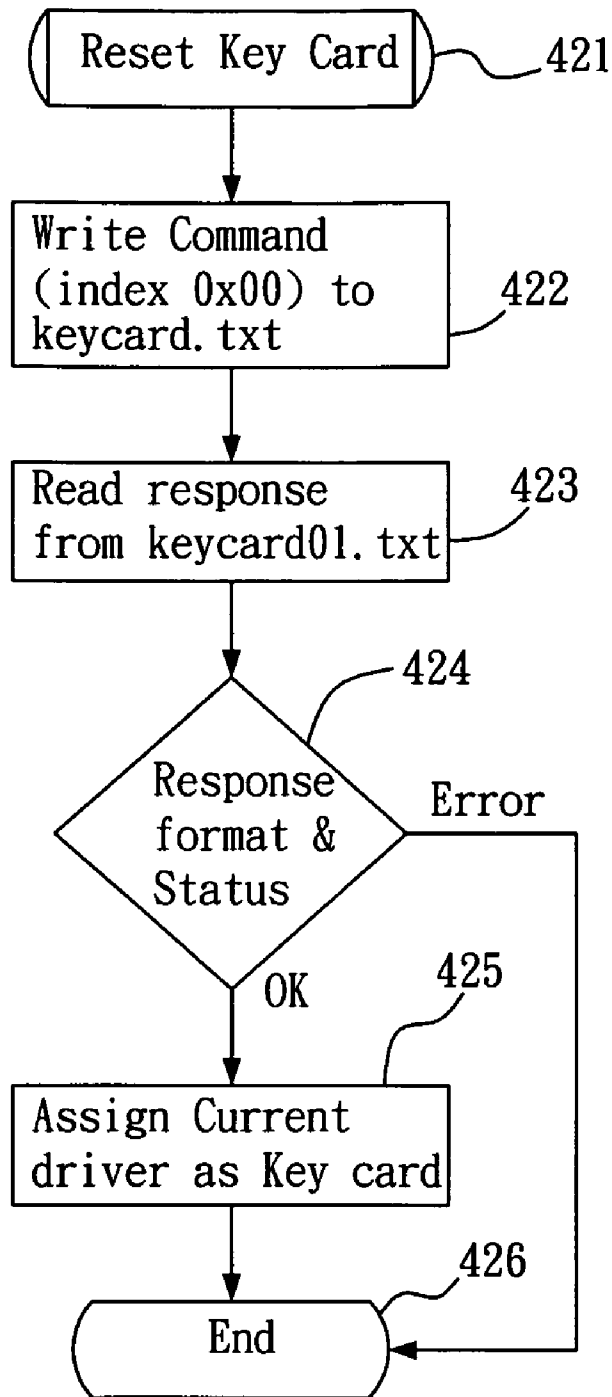 Reset Key Card
421
Write Command
(index 0x00) to
keycard.txt
422
Read response
from keycard01.txt
423
424
Response
format &
Status
Error
OK
425
Assign Current
driver as Key card
426
End